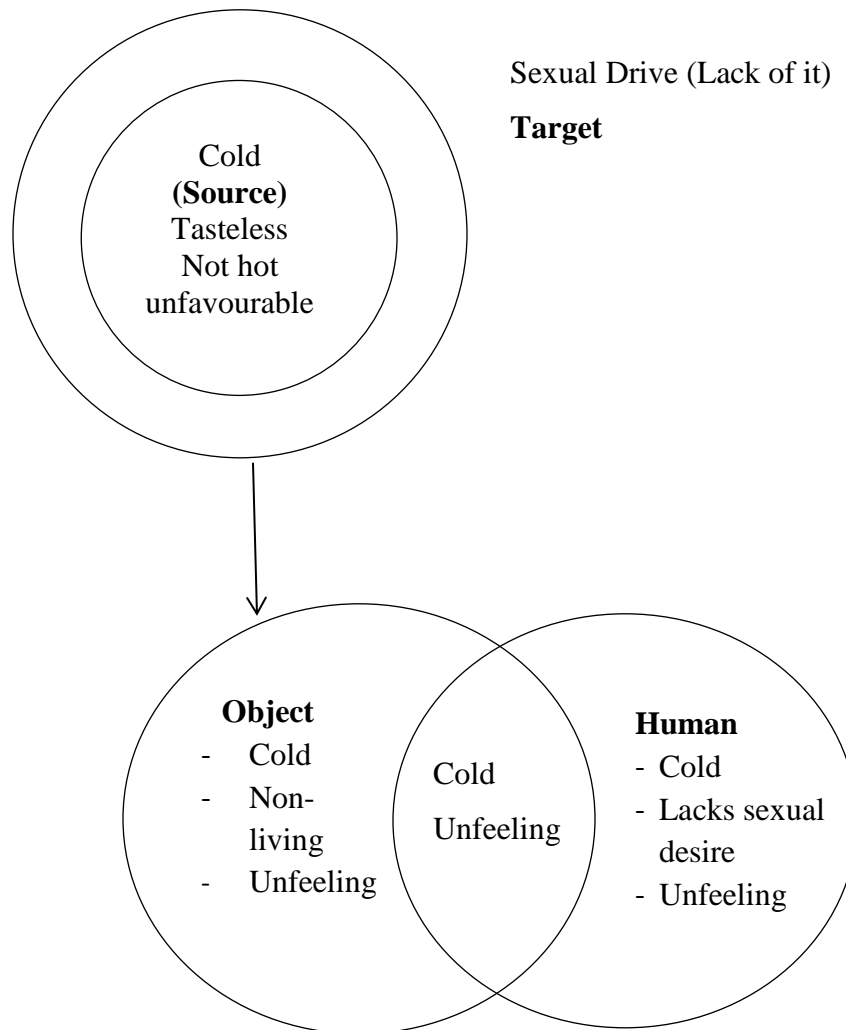 Sexual Drive (Lack of it)
Target
Cold
(Source)
Tasteless
Not hot
unfavourable
Object
- Cold
- Non-
living
- Unfeeling
Cold
Unfeeling
Human
- Cold
- Lacks sexual
desire
- Unfeeling